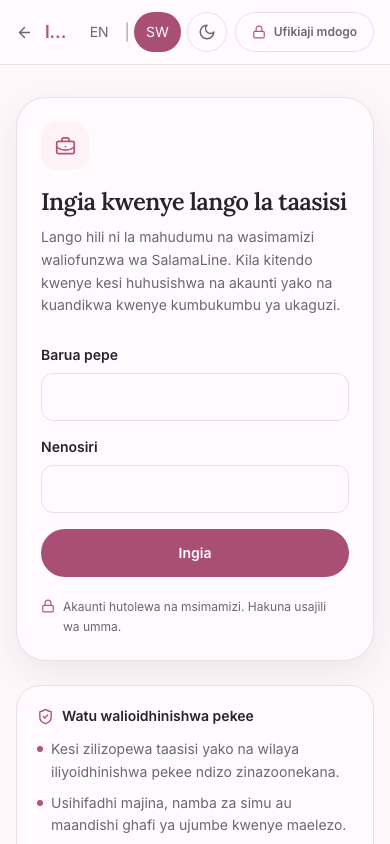 I...
EN
SW
Ufikiaji mdogo
Ingia kwenye lango la taasisi
Lango hili ni la mahudumu na wasimamizi
waliofunzwa wa SalamaLine. Kila kitendo
kwenye kesi huhusishwa na akaunti yako na
kuandikwa kwenye kumbukumbu ya ukaguzi.
Barua pepe
Nenosiri
Ingia
Akaunti hutolewa na msimamizi. Hakuna usajili
wa umma.
Watu walioidhinishwa pekee
Kesi zilizopewa taasisi yako na wilaya
iliyoidhinishwa pekee ndizo zinazoonekana.
Usihifadhi majina, namba za simu au
maandishi ghafi ya ujumbe kwenye maelezo.